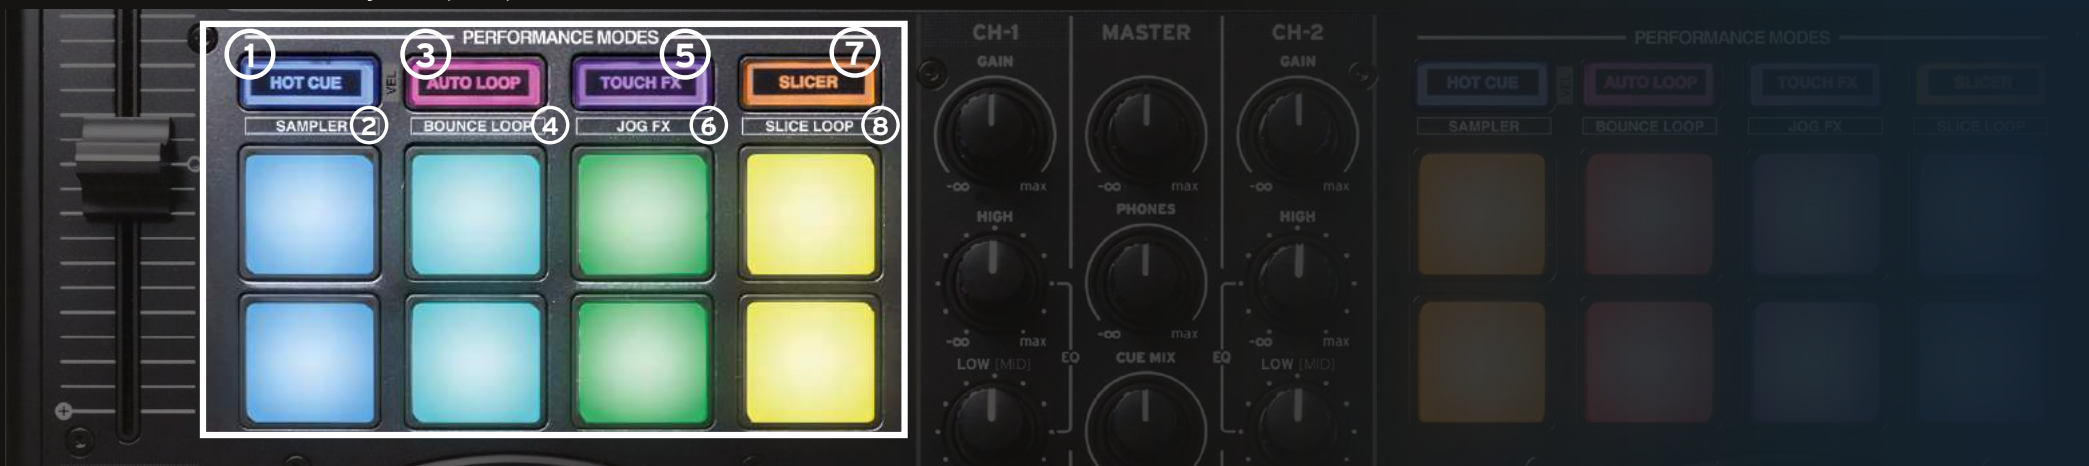 PERFORMANCE MODES
1 3 5 7
HOT CUE AUTO LOOP TOUCH FX SLICER
VEL
SAMPLER 2 BOUNCE LOOP 4 JOG FX 6 SLICE LOOP 8
CH-1 MASTER CH-2
GAIN GAIN
-∞ max -∞ max -∞ max
HIGH PHONES HIGH
-∞ max -∞ max -∞ max
LOW [MID] EQ CUE MIX EQ LOW [MID]
PERFORMANCE MODES
HOT CUE VEL AUTO LOOP TOUCH FX SLICER
SAMPLER BOUNCE LOOP JOG FX SLICE LOOP